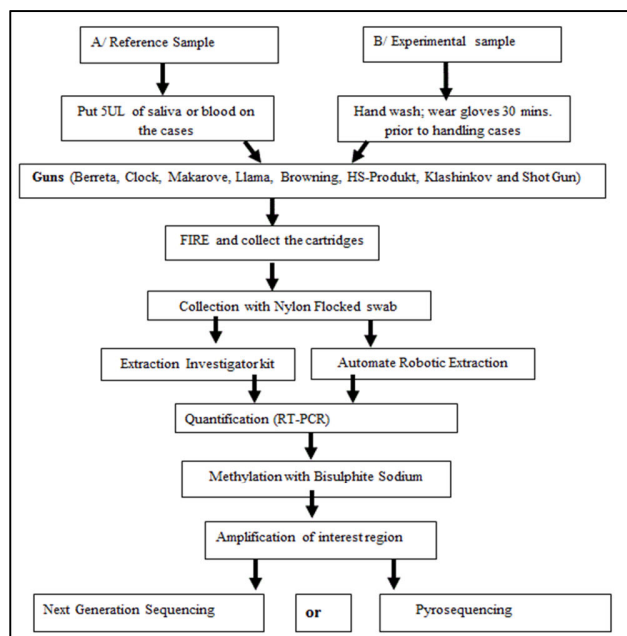 A/ Reference Sample
B/ Experimental sample
Put 5UL of saliva or blood on
the cases
Hand wash; wear gloves 30 mins.
prior to handling cases
Guns (Berreta, Clock, Makarove, Llama, Browning, HS-Produkt, Klashinkov and Shot Gun)
FIRE and collect the cartridges
Collection with Nylon Flocked swab
Extraction Investigator kit
Automate Robotic Extraction
Quantification (RT-PCR)
Methylation with Bisulphite Sodium
Amplification of interest region
Next Generation Sequencing
or
Pyrosequencing